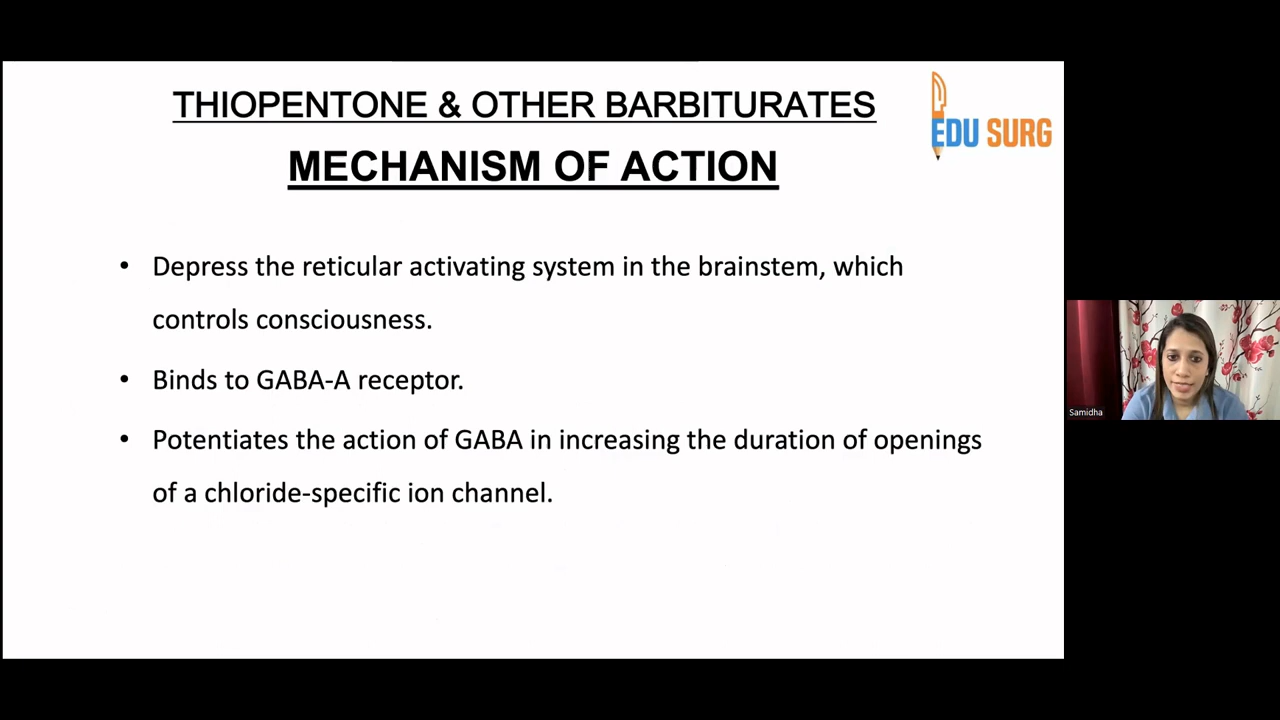 THIOPENTONE & OTHER BARBITURATES
MECHANISM OF ACTION
EDU SURG
• Depress the reticular activating system in the brainstem, which
controls consciousness.
• Binds to GABA-A receptor.
• Potentiates the action of GABA in increasing the duration of openings
of a chloride-specific ion channel.
Samidha